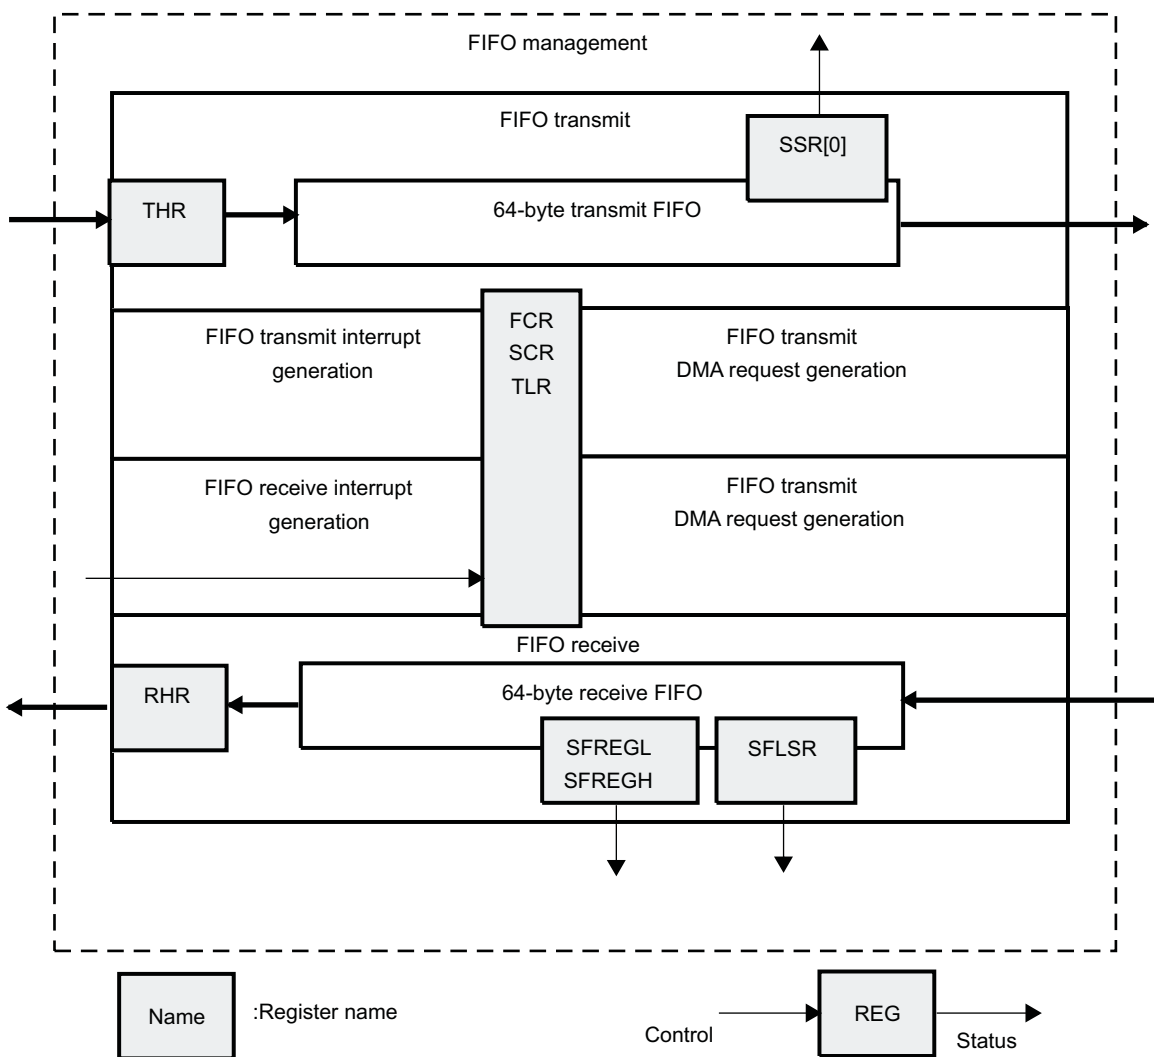 FIFO management
FIFO transmit
SSR[0]
THR
64-byte transmit FIFO
FCR
SCR
TLR
FIFO transmit interrupt
generation
FIFO transmit
DMA request generation
FIFO receive interrupt
generation
FIFO transmit
DMA request generation
FIFO receive
RHR
64-byte receive FIFO
SFREGL
SFREGH
SFLSR
Name
:Register name
Control
REG
Status